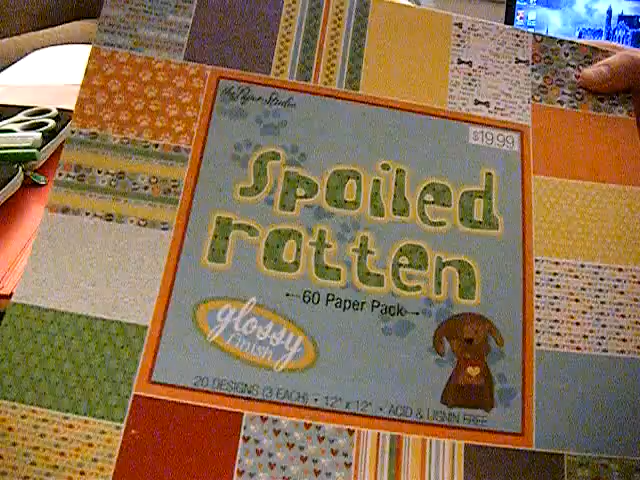 the Paper Studio
$19.99
Spoiled
rotten
60 Paper Pack
glossy
finish
20 DESIGNS (3 EACH) • 12" x 12" • ACID & LIGNIN FREE